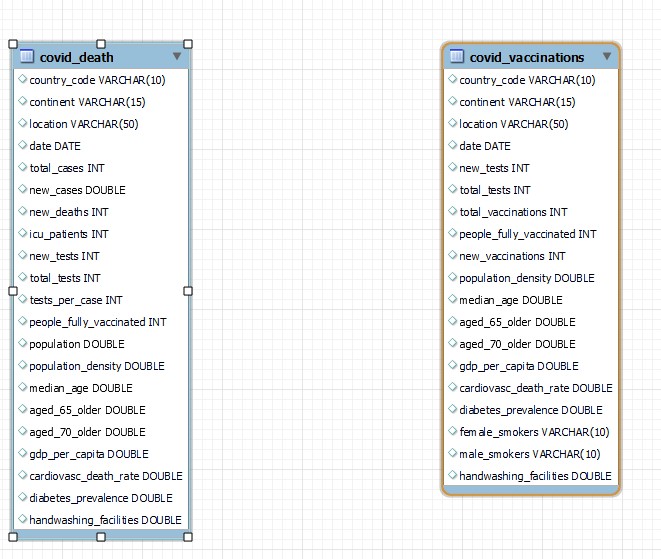 covid_death
country_code VARCHAR(10)
continent VARCHAR(15)
location VARCHAR(50)
date DATE
total_cases INT
new_cases DOUBLE
new_deaths INT
icu_patients INT
new_tests INT
total_tests INT
tests_per_case INT
people_fully_vaccinated INT
population DOUBLE
population_density DOUBLE
median_age DOUBLE
aged_65_older DOUBLE
aged_70_older DOUBLE
gdp_per_capita DOUBLE
cardiovasc_death_rate DOUBLE
diabetes_prevalence DOUBLE
handwashing_facilities DOUBLE
covid_vaccinations
country_code VARCHAR(10)
continent VARCHAR(15)
location VARCHAR(50)
date DATE
new_tests INT
total_tests INT
total_vaccinations INT
people_fully_vaccinated INT
new_vaccinations INT
population_density DOUBLE
median_age DOUBLE
aged_65_older DOUBLE
aged_70_older DOUBLE
gdp_per_capita DOUBLE
cardiovasc_death_rate DOUBLE
diabetes_prevalence DOUBLE
female_smokers VARCHAR(10)
male_smokers VARCHAR(10)
handwashing_facilities DOUBLE